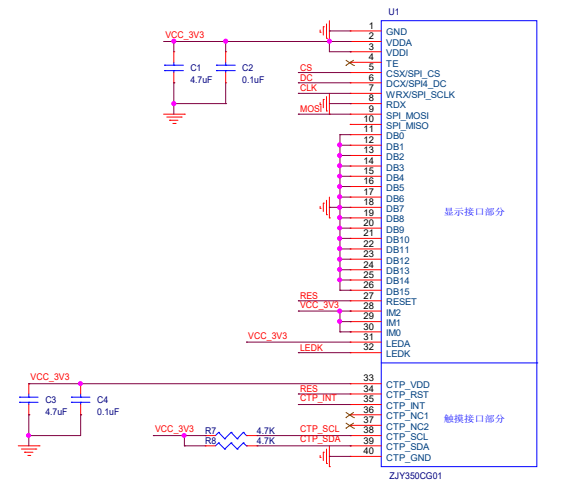 U1
VCC_3V3
1 GND
2 VDDA
3 VDDI
4 TE
CS 5 CSX/SPI_CS
DC 6 DCX/SPI4_DC
CLK 7 WRX/SPI_SCLK
8 RDX
MOSI 9 SPI_MOSI
10 SPI_MISO
C1 4.7uF
C2 0.1uF
11 DB0
12 DB1
13 DB2
14 DB3
15 DB4
16 DB5
17 DB6
18 DB7
19 DB8
20 DB9
21 DB10
22 DB11
23 DB12
24 DB13
25 DB14
26 DB15
显示接口部分
RES 27 RESET
VCC_3V3 28 IM2
29 IM1
30 IM0
VCC_3V3 31 LEDA
LEDK 32 LEDK
VCC_3V3 33 CTP_VDD
RES 34 CTP_RST
CTP_INT 35 CTP_INT
36 CTP_NC1
37 CTP_NC2
C3 4.7uF
C4 0.1uF
触摸接口部分
VCC_3V3 R7 4.7K CTP_SCL 38 CTP_SCL
R8 4.7K CTP_SDA 39 CTP_SDA
40 CTP_GND
ZJY350CG01